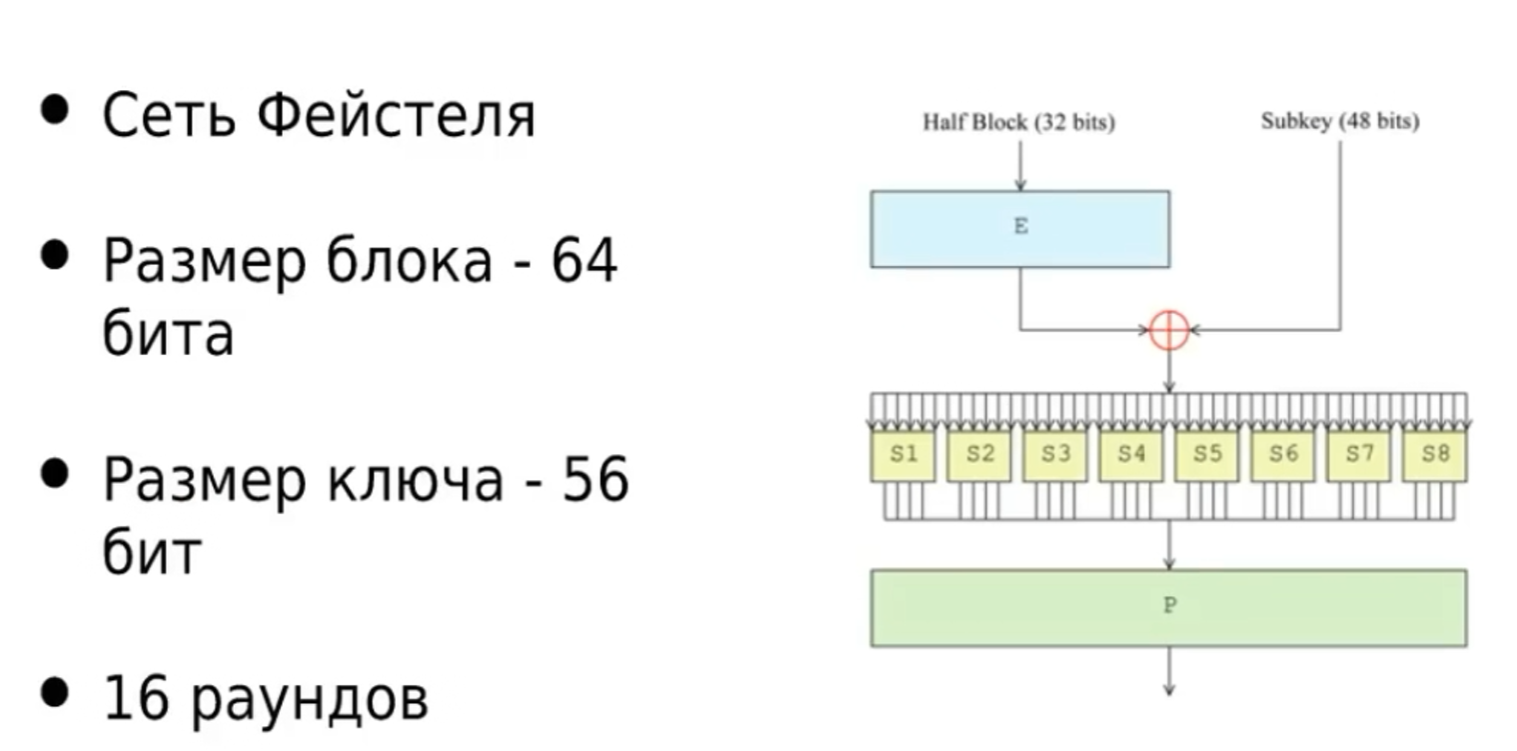 • Сеть Фейстеля
• Размер блока - 64
бита
• Размер ключа - 56
бит
• 16 раундов
Half Block (32 bits)
Subkey (48 bits)
E
S1 S2 S3 S4 S5 S6 S7 S8
P